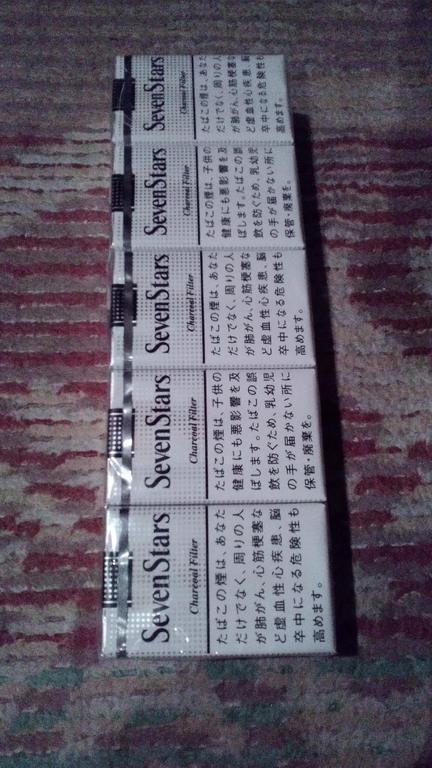 SevenStars
Charcoal Filter
たばこの煙は、あなた
だけでなく、周りの人
が肺がん、心筋梗塞な
ど虚血性心疾患、脳
卒中になる危険性も
高めます。
SevenStars
Charcoal Filter
たばこの煙は、子供の
健康にも悪影響を及
ぼします。たばこの誤
飲を防ぐため、乳幼児
の手が届かない所に
保管・廃棄を。
SevenStars
Charcoal Filter
たばこの煙は、あなた
だけでなく、周りの人
が肺がん、心筋梗塞な
ど虚血性心疾患、脳
卒中になる危険性も
高めます。
SevenStars
Charcoal Filter
たばこの煙は、子供の
健康にも悪影響を及
ぼします。たばこの誤
飲を防ぐため、乳幼児
の手が届かない所に
保管・廃棄を。
SevenStars
Charcoal Filter
たばこの煙は、あなた
だけでなく、周りの人
が肺がん、心筋梗塞な
ど虚血性心疾患、脳
卒中になる危険性も
高めます。